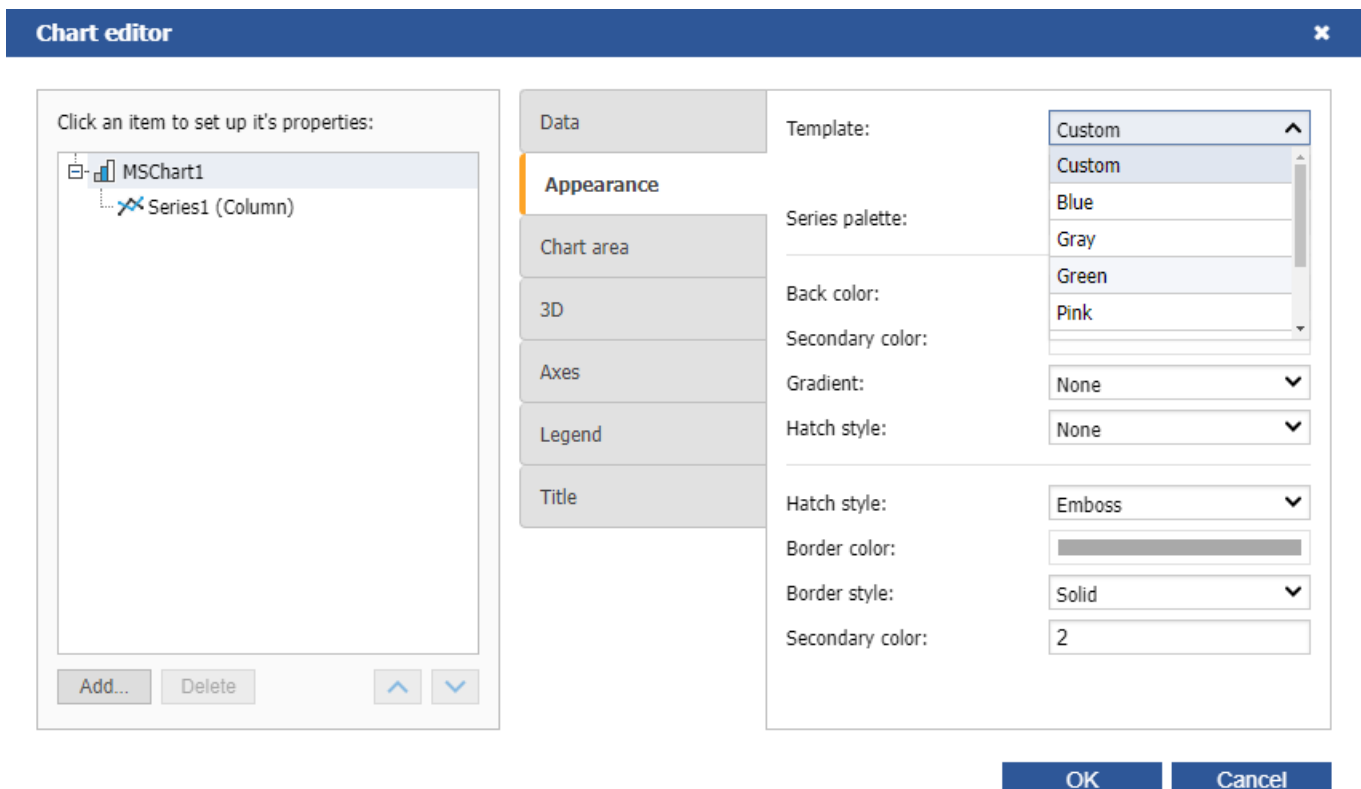 Chart editor
Click an item to set up it's properties:
MSChart1
Series1 (Column)
Add...
Delete
Data
Appearance
Chart area
3D
Axes
Legend
Title
Template:
Custom
Custom
Blue
Gray
Green
Pink
Series palette:
Back color:
Secondary color:
Gradient:
None
Hatch style:
None
Hatch style:
Emboss
Border color:
Border style:
Solid
Secondary color:
2
OK
Cancel